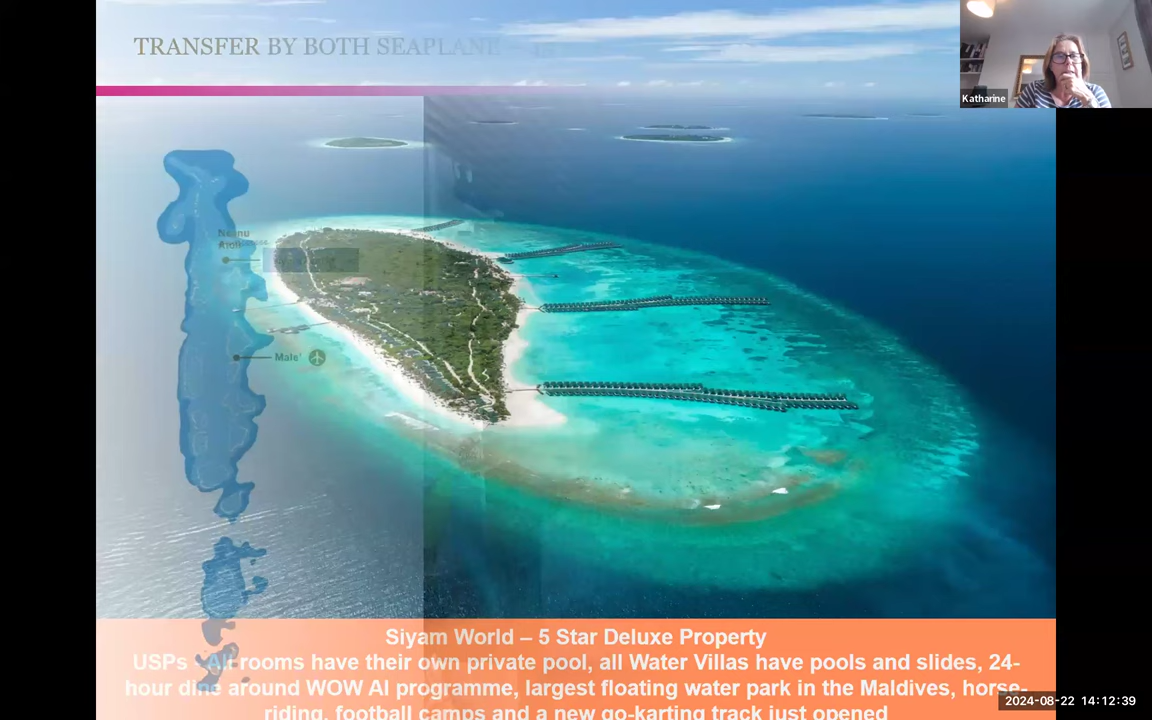 TRANSFER BY BOTH SEAPLANE
Katharine
Noonu
Atoll
Male'
Siyam World – 5 Star Deluxe Property
USPs - All rooms have their own private pool, all Water Villas have pools and slides, 24-
hour dine around WOW AI programme, largest floating water park in the Maldives, horse-
riding, football camps and a new go-karting track just opened
2024-08-22 14:12:39